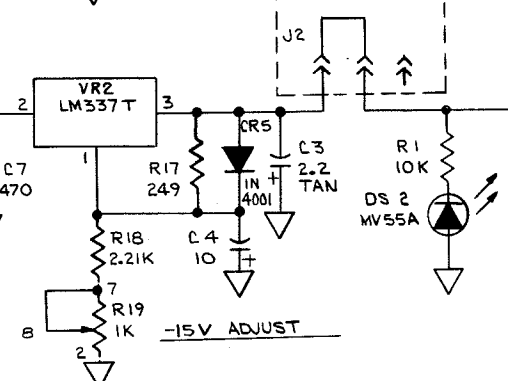 J2
VR2
LM337T
2
3
1
CR5
C7
470
R17
249
1N
4001
C3
2.2
TAN
+
R1
10K
DS 2
MV55A
R18
2.21K
C4
10
+
7
R19
1K
8
2
-15V ADJUST